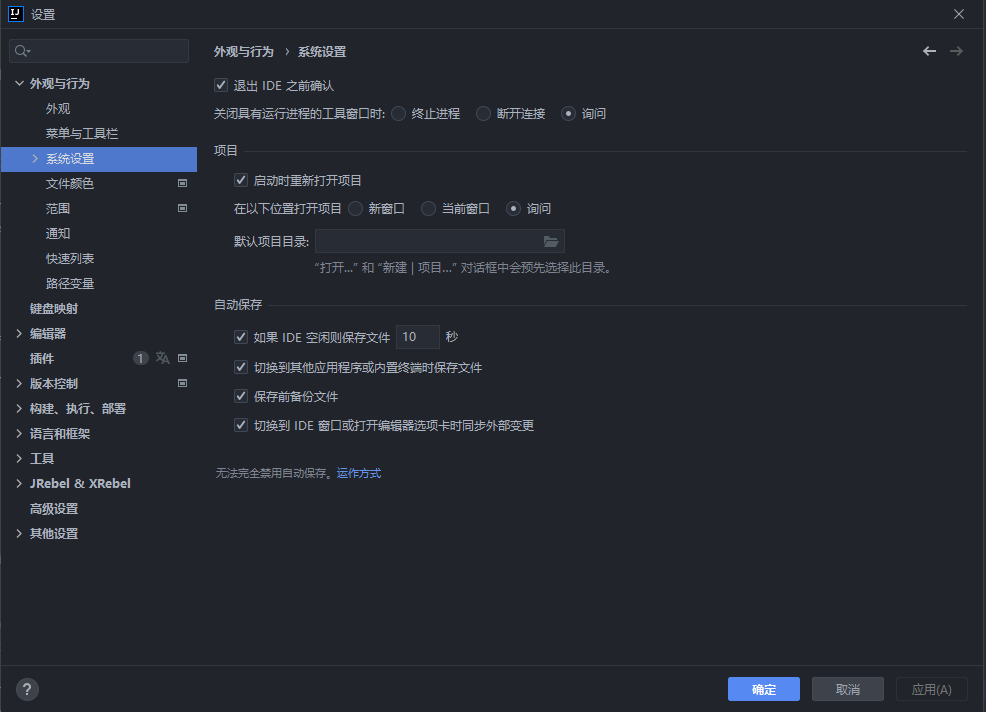 设置
外观与行为
外观
菜单与工具栏
系统设置
文件颜色
范围
通知
快速列表
路径变量
键盘映射
编辑器
插件 1
版本控制
构建、执行、部署
语言和框架
工具
JRebel & XRebel
高级设置
其他设置
外观与行为 › 系统设置
退出 IDE 之前确认
关闭具有运行进程的工具窗口时: 终止进程 断开连接 询问
项目
启动时重新打开项目
在以下位置打开项目 新窗口 当前窗口 询问
默认项目目录:
“打开...” 和 “新建 | 项目...” 对话框中会预先选择此目录。
自动保存
如果 IDE 空闲则保存文件 10 秒
切换到其他应用程序或内置终端时保存文件
保存前备份文件
切换到 IDE 窗口或打开编辑器选项卡时同步外部变更
无法完全禁用自动保存。运作方式
? 确定 取消 应用(A)